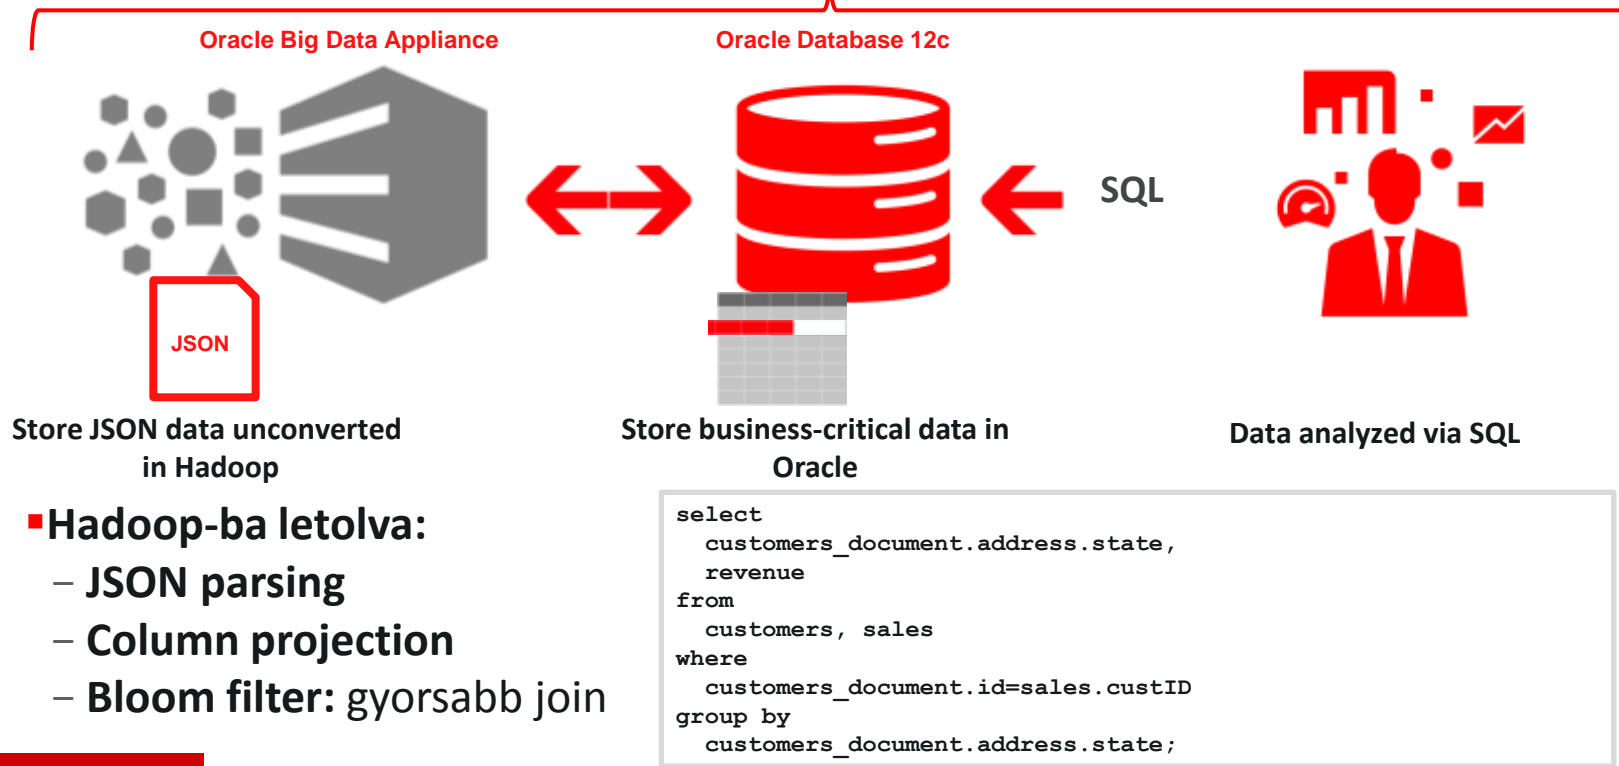 Oracle Big Data Appliance
Oracle Database 12c
SQL
JSON
Store JSON data unconverted
in Hadoop
Store business-critical data in
Oracle
Data analyzed via SQL
▪Hadoop-ba letolva:
– JSON parsing
– Column projection
– Bloom filter: gyorsabb join
select
  customers_document.address.state,
  revenue
from
  customers, sales
where
  customers_document.id=sales.custID
group by
  customers_document.address.state;